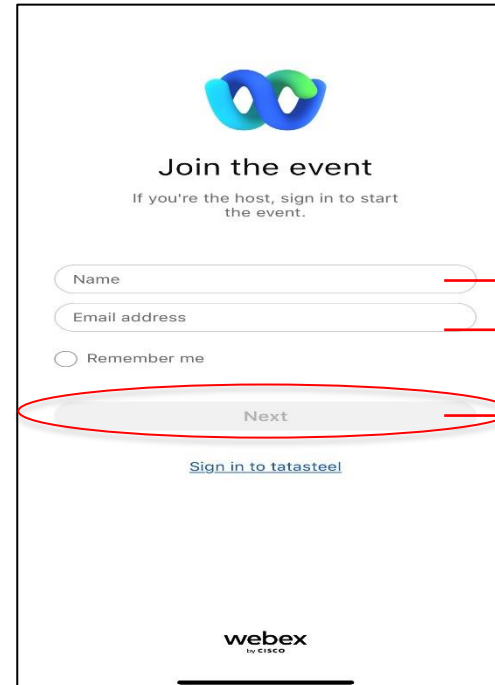 Join the event
If you're the host, sign in to start
the event.
Name
Email address
Remember me
Next
Sign in to tatasteel
webex
by CISCO